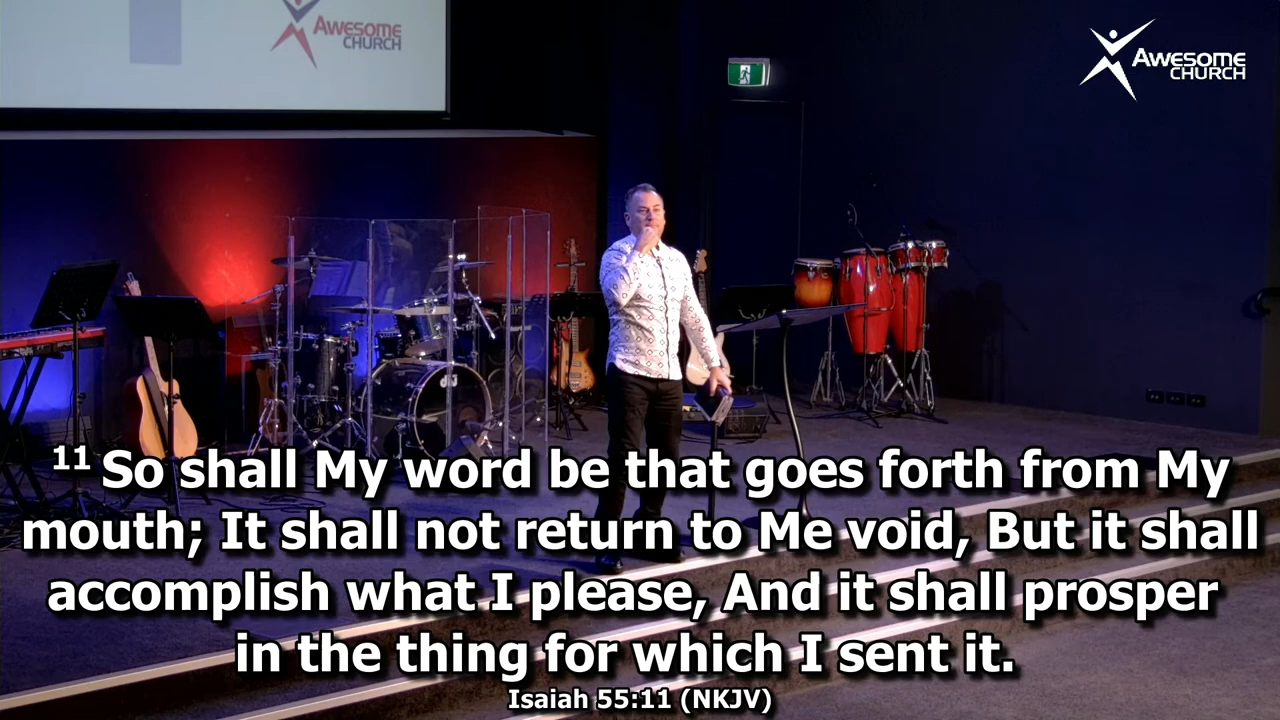 AWESOME
CHURCH
AWESOME
CHURCH
11 So shall My word be that goes forth from My
mouth; It shall not return to Me void, But it shall
accomplish what I please, And it shall prosper
in the thing for which I sent it.
Isaiah 55:11 (NKJV)